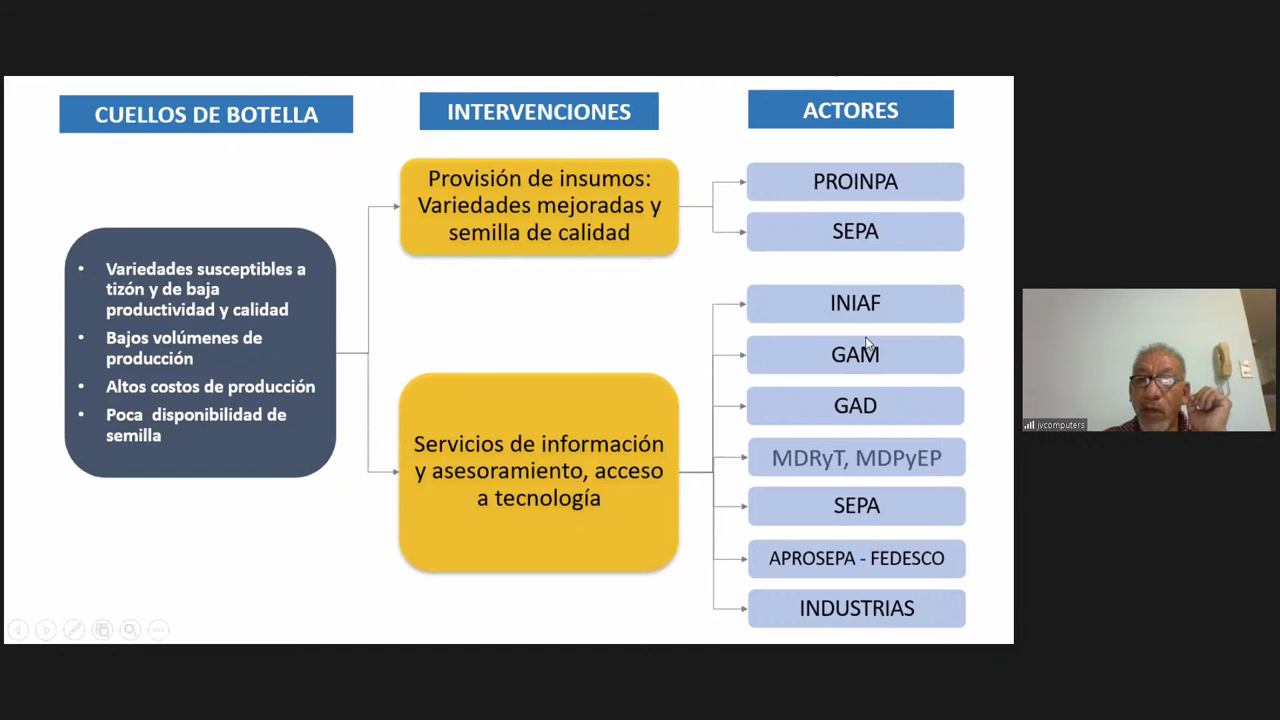 CUELLOS DE BOTELLA
INTERVENCIONES
ACTORES
• Variedades susceptibles a
tizón y de baja
productividad y calidad
• Bajos volúmenes de
producción
• Altos costos de producción
• Poca disponibilidad de
semilla
Provisión de insumos:
Variedades mejoradas y
semilla de calidad
Servicios de información
y asesoramiento, acceso
a tecnología
PROINPA
SEPA
INIAF
GAM
GAD
MDRyT, MDPyEP
SEPA
APROSEPA - FEDESCO
INDUSTRIAS
jvcomputers